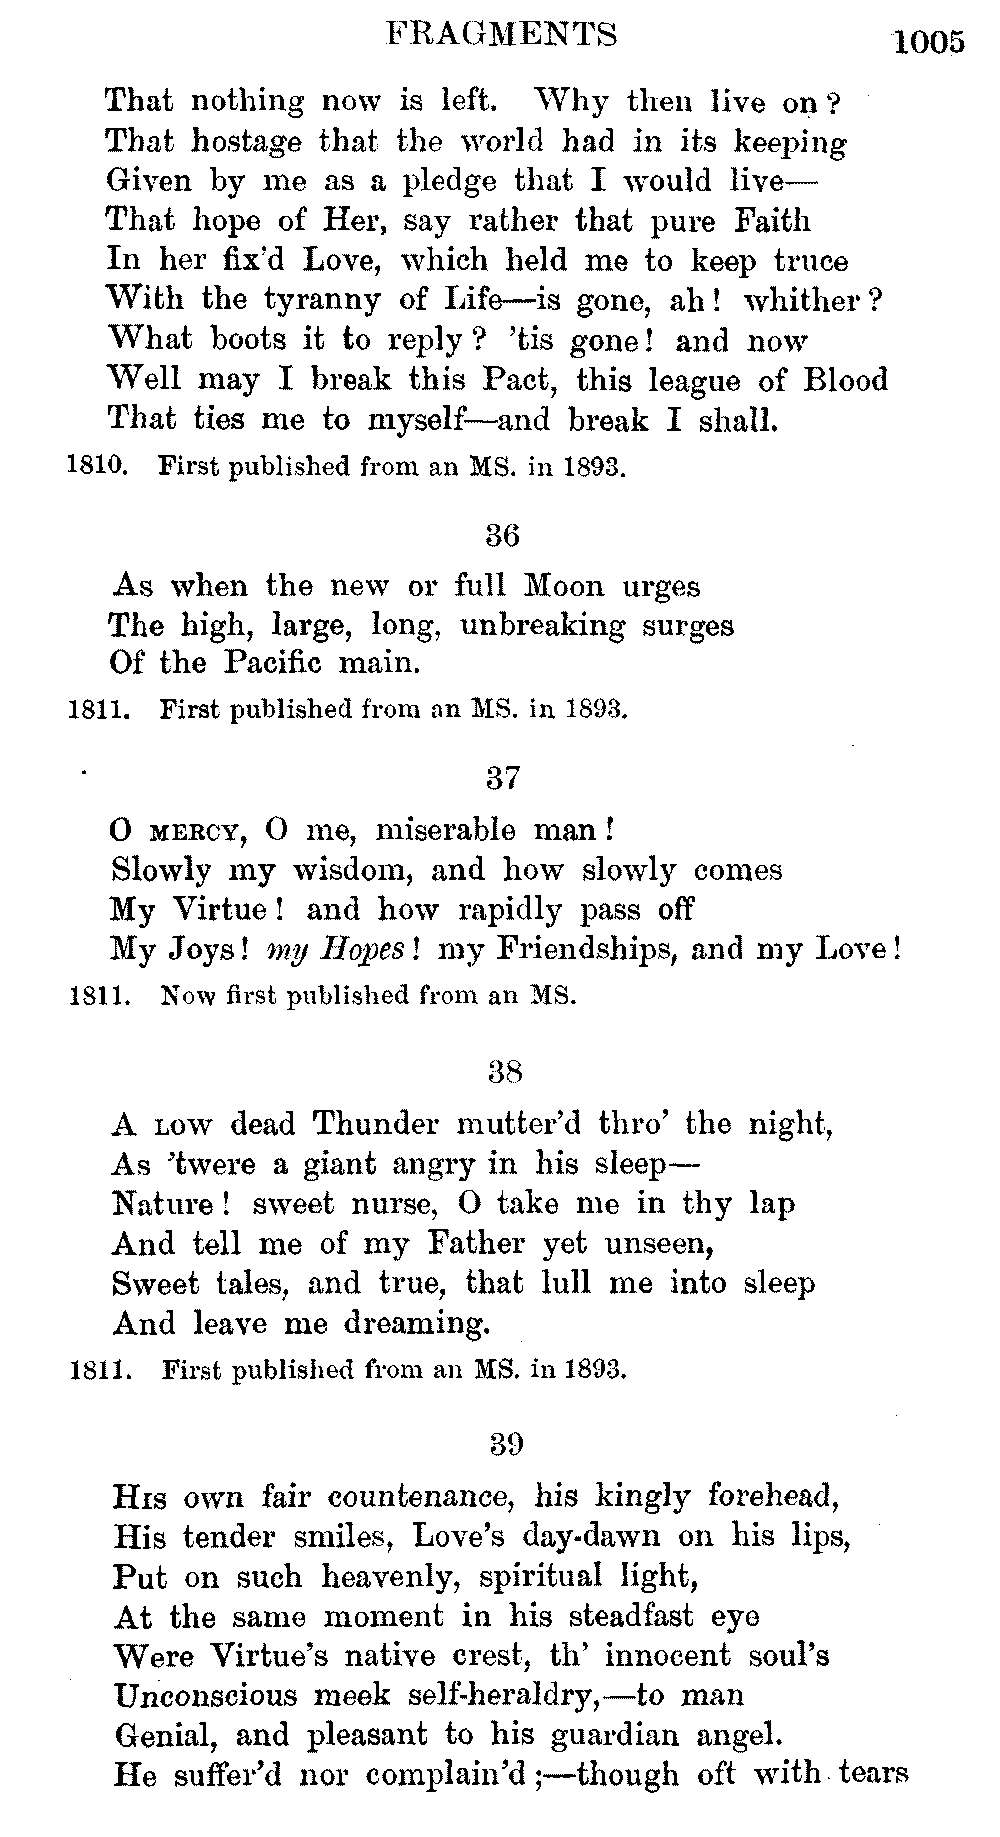 FRAGMENTS 1005
That nothing now is left. Why then live on?
That hostage that the world had in its keeping
Given by me as a pledge that I would live—
That hope of Her, say rather that pure Faith
In her fix'd Love, which held me to keep truce
With the tyranny of Life—is gone, ah! whither?
What boots it to reply? 'tis gone! and now
Well may I break this Pact, this league of Blood
That ties me to myself—and break I shall.
1810. First published from an MS. in 1893.
36
As when the new or full Moon urges
The high, large, long, unbreaking surges
Of the Pacific main.
1811. First published from an MS. in 1893.
37
O MERCY, O me, miserable man!
Slowly my wisdom, and how slowly comes
My Virtue! and how rapidly pass off
My Joys! my Hopes! my Friendships, and my Love!
1811. Now first published from an MS.
38
A LOW dead Thunder mutter'd thro' the night,
As 'twere a giant angry in his sleep—
Nature! sweet nurse, O take me in thy lap
And tell me of my Father yet unseen,
Sweet tales, and true, that lull me into sleep
And leave me dreaming.
1811. First published from an MS. in 1893.
39
HIS own fair countenance, his kingly forehead,
His tender smiles, Love's day-dawn on his lips,
Put on such heavenly, spiritual light,
At the same moment in his steadfast eye
Were Virtue's native crest, th' innocent soul's
Unconscious meek self-heraldry,—to man
Genial, and pleasant to his guardian angel.
He suffer'd nor complain'd;—though oft with tears